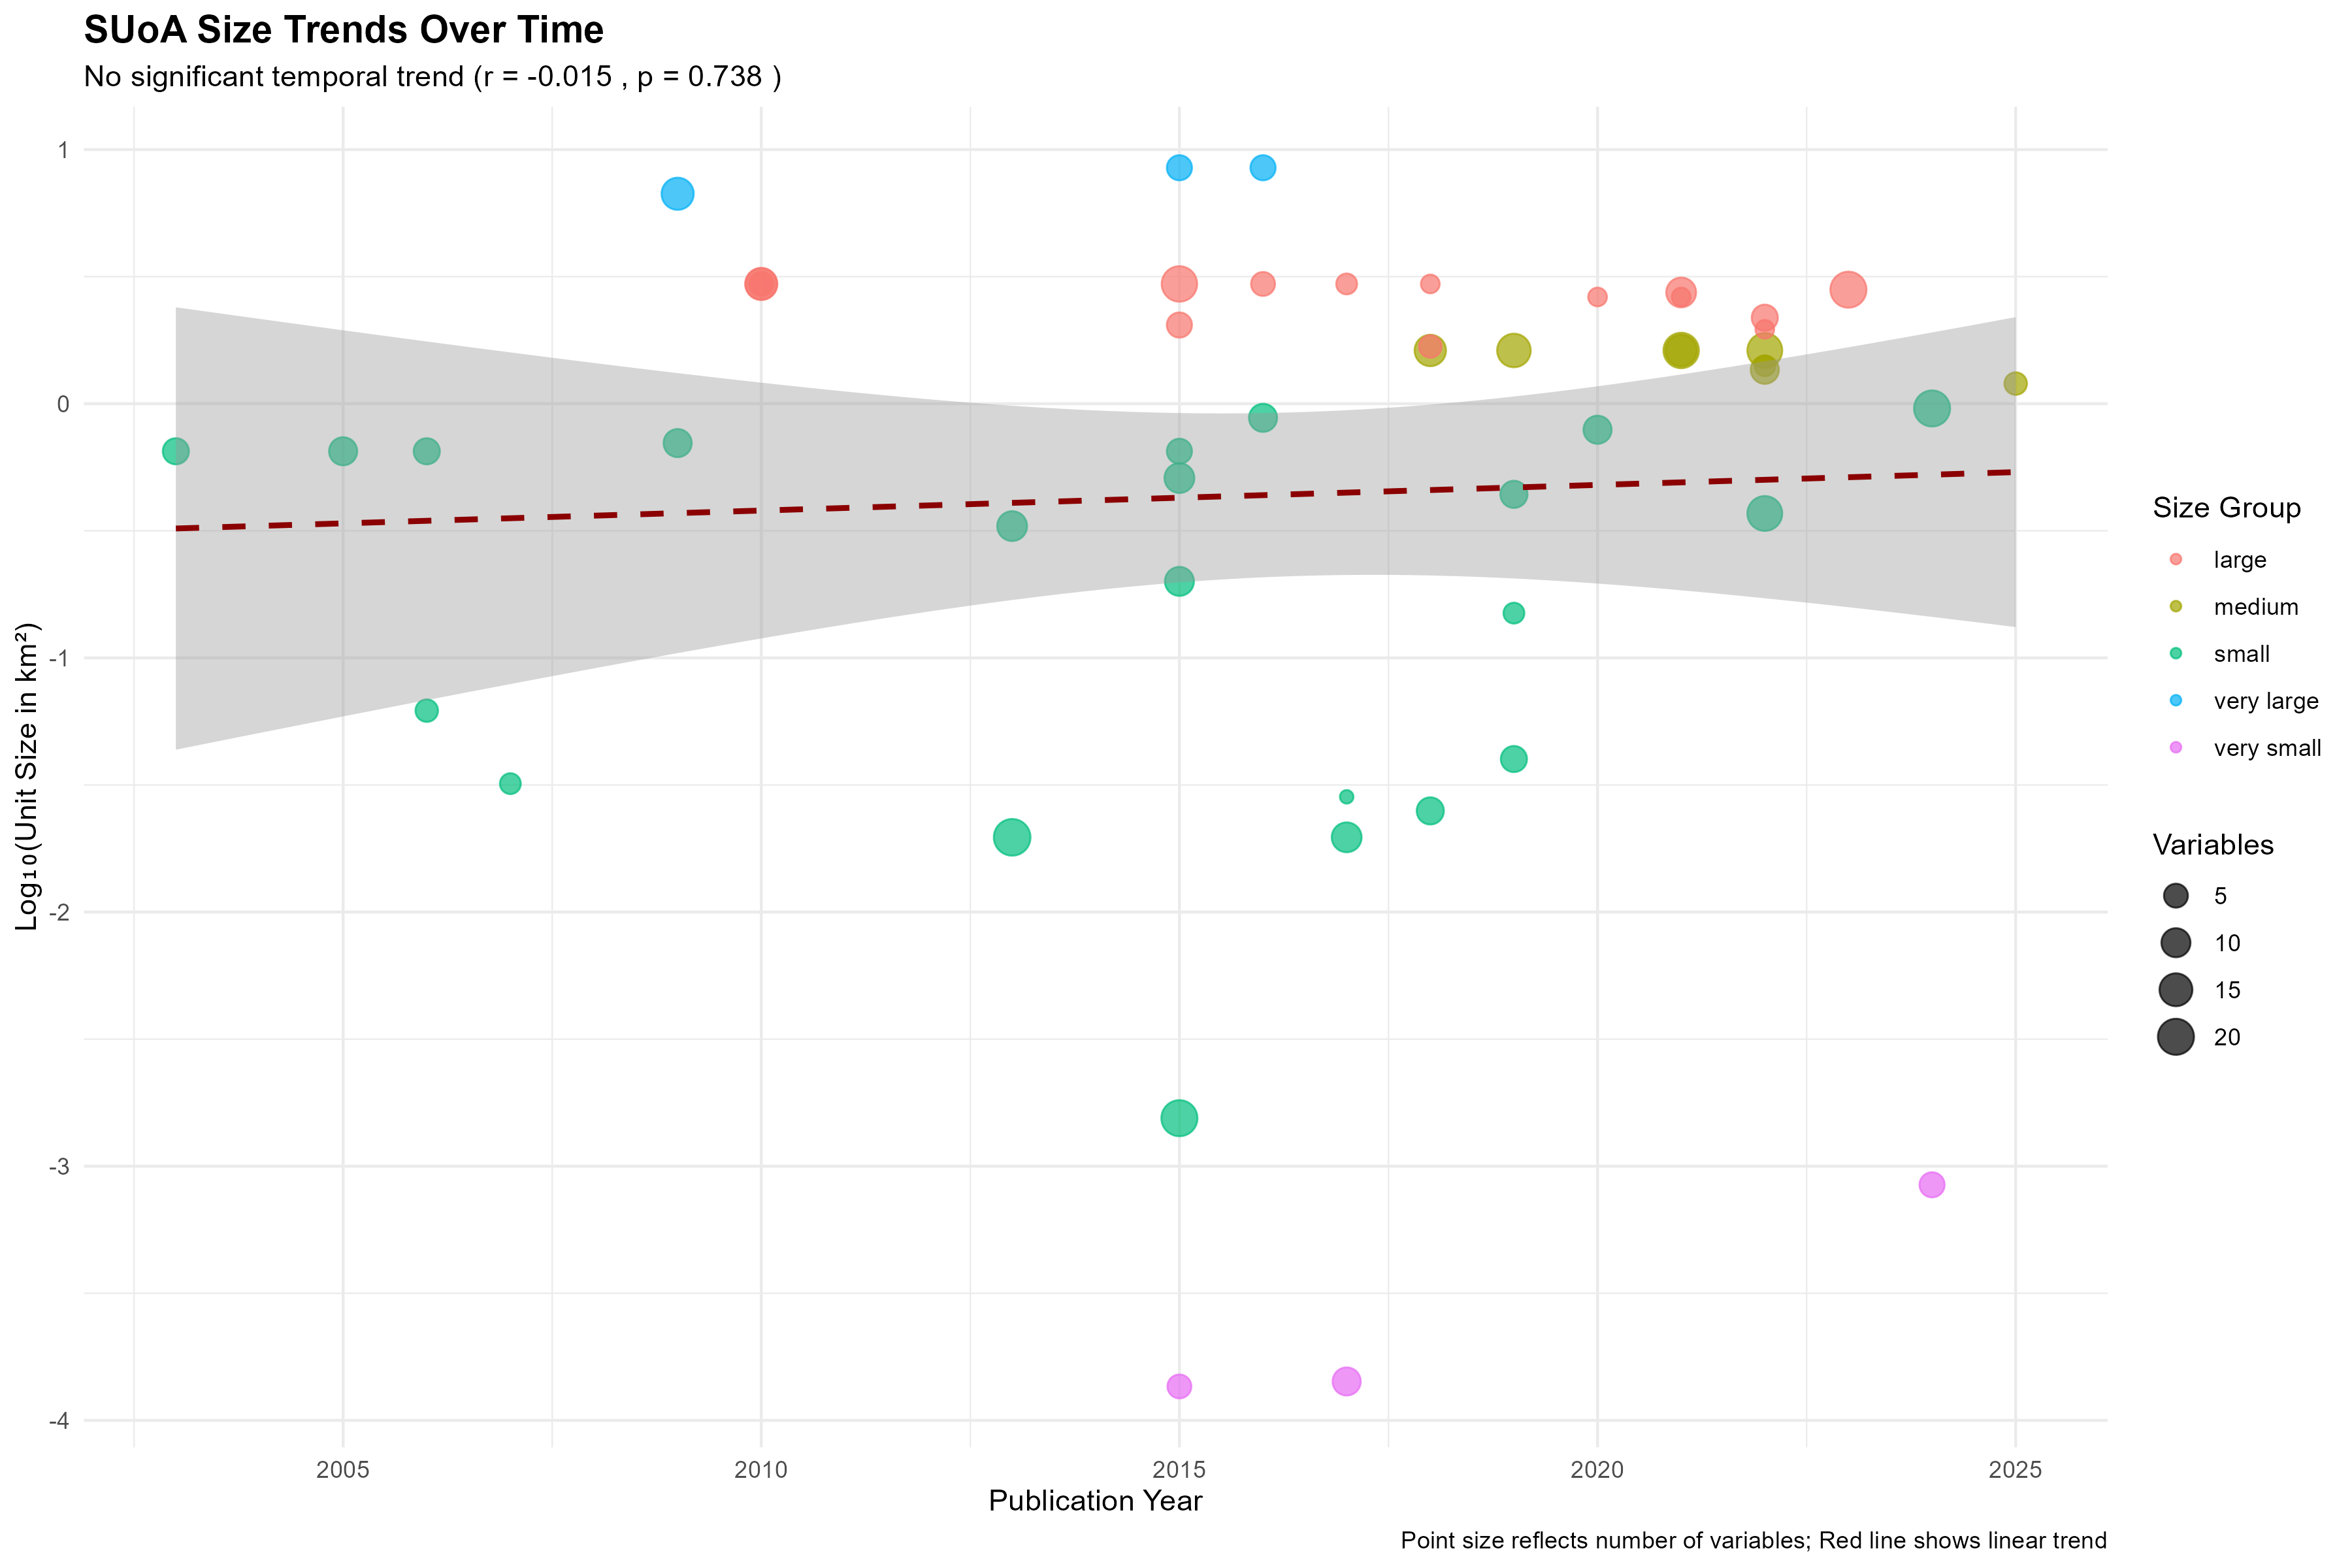 SUoA Size Trends Over Time
No significant temporal trend (r = -0.015 , p = 0.738 )
Log₁₀(Unit Size in km²)
1
0
-1
-2
-3
-4
2005
2010
2015
2020
2025
Publication Year
Size Group
large
medium
small
very large
very small
Variables
5
10
15
20
Point size reflects number of variables; Red line shows linear trend